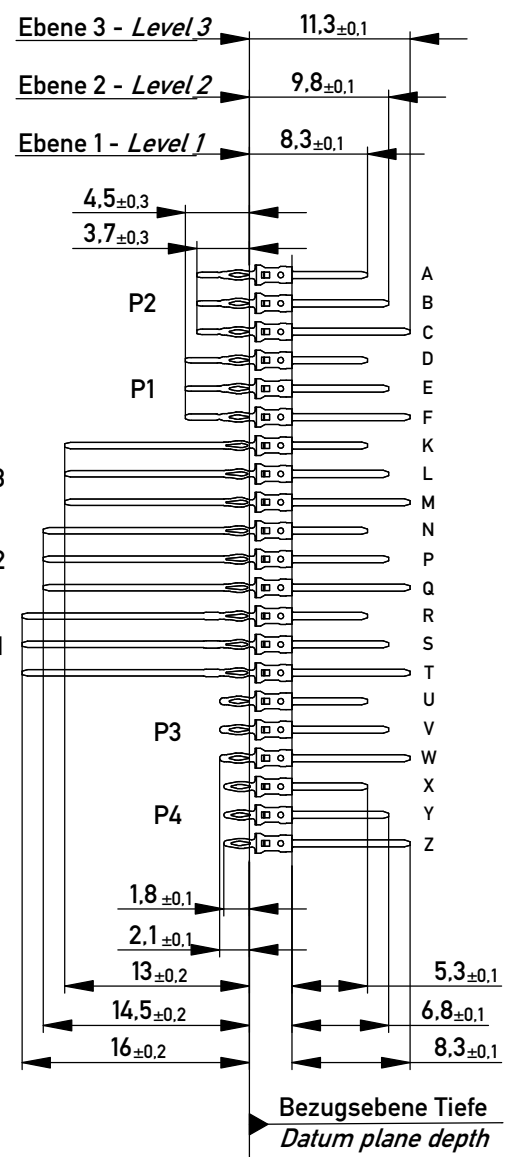 Ebene 3 - Level 3
11,3±0,1
Ebene 2 - Level 2
9,8±0,1
Ebene 1 - Level 1
8,3±0,1
4,5±0,3
3,7±0,3
A
P2
B
C
D
P1
E
F
K
3
L
M
N
2
P
Q
R
1
S
T
U
P3
V
W
X
P4
Y
Z
1,8 ±0,1
2,1 ±0,1
13±0,2
5,3±0,1
14,5±0,2
6,8±0,1
16±0,2
8,3±0,1
Bezugsebene Tiefe
Datum plane depth